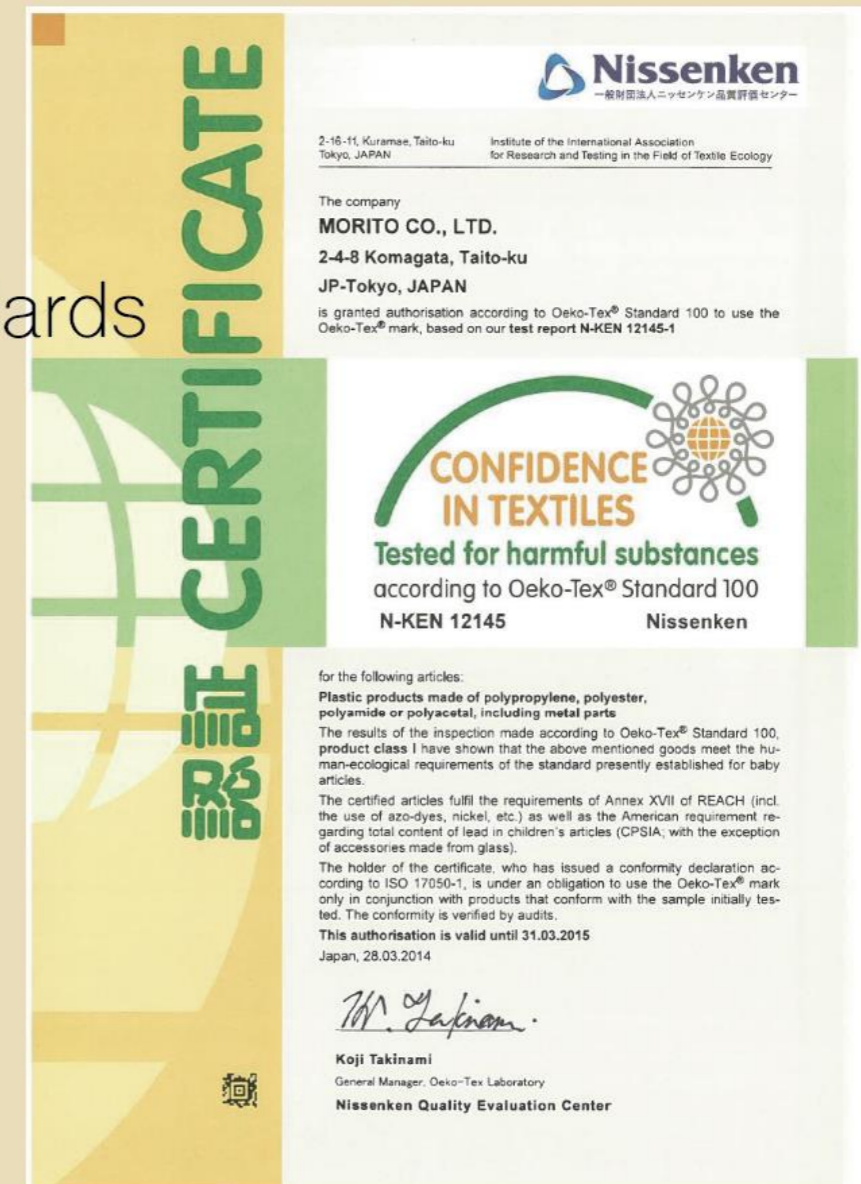 ards
CERTIFICATE
認証
Nissenken
一般財団法人ニッセンケン品質評価センター
2-16-11, Kuramae, Taito-ku
Tokyo, JAPAN
Institute of the International Association
for Research and Testing in the Field of Textile Ecology
The company
MORITO CO., LTD.
2-4-8 Komagata, Taito-ku
JP-Tokyo, JAPAN
is granted authorisation according to Oeko-Tex® Standard 100 to use the
Oeko-Tex® mark, based on our test report N-KEN 12145-1
CONFIDENCE
IN TEXTILES
Tested for harmful substances
according to Oeko-Tex® Standard 100
N-KEN 12145 Nissenken
for the following articles:
Plastic products made of polypropylene, polyester,
polyamide or polyacetal, including metal parts
The results of the inspection made according to Oeko-Tex® Standard 100,
product class I have shown that the above mentioned goods meet the hu-
man-ecological requirements of the standard presently established for baby
articles.
The certified articles fulfil the requirements of Annex XVII of REACH (incl.
the use of azo-dyes, nickel, etc.) as well as the American requirement re-
garding total content of lead in children's articles (CPSIA; with the exception
of accessories made from glass).
The holder of the certificate, who has issued a conformity declaration ac-
cording to ISO 17050-1, is under an obligation to use the Oeko-Tex® mark
only in conjunction with products that conform with the sample initially tes-
ted. The conformity is verified by audits.
This authorisation is valid until 31.03.2015
Japan, 28.03.2014
Koji Takinami
General Manager, Oeko-Tex Laboratory
Nissenken Quality Evaluation Center